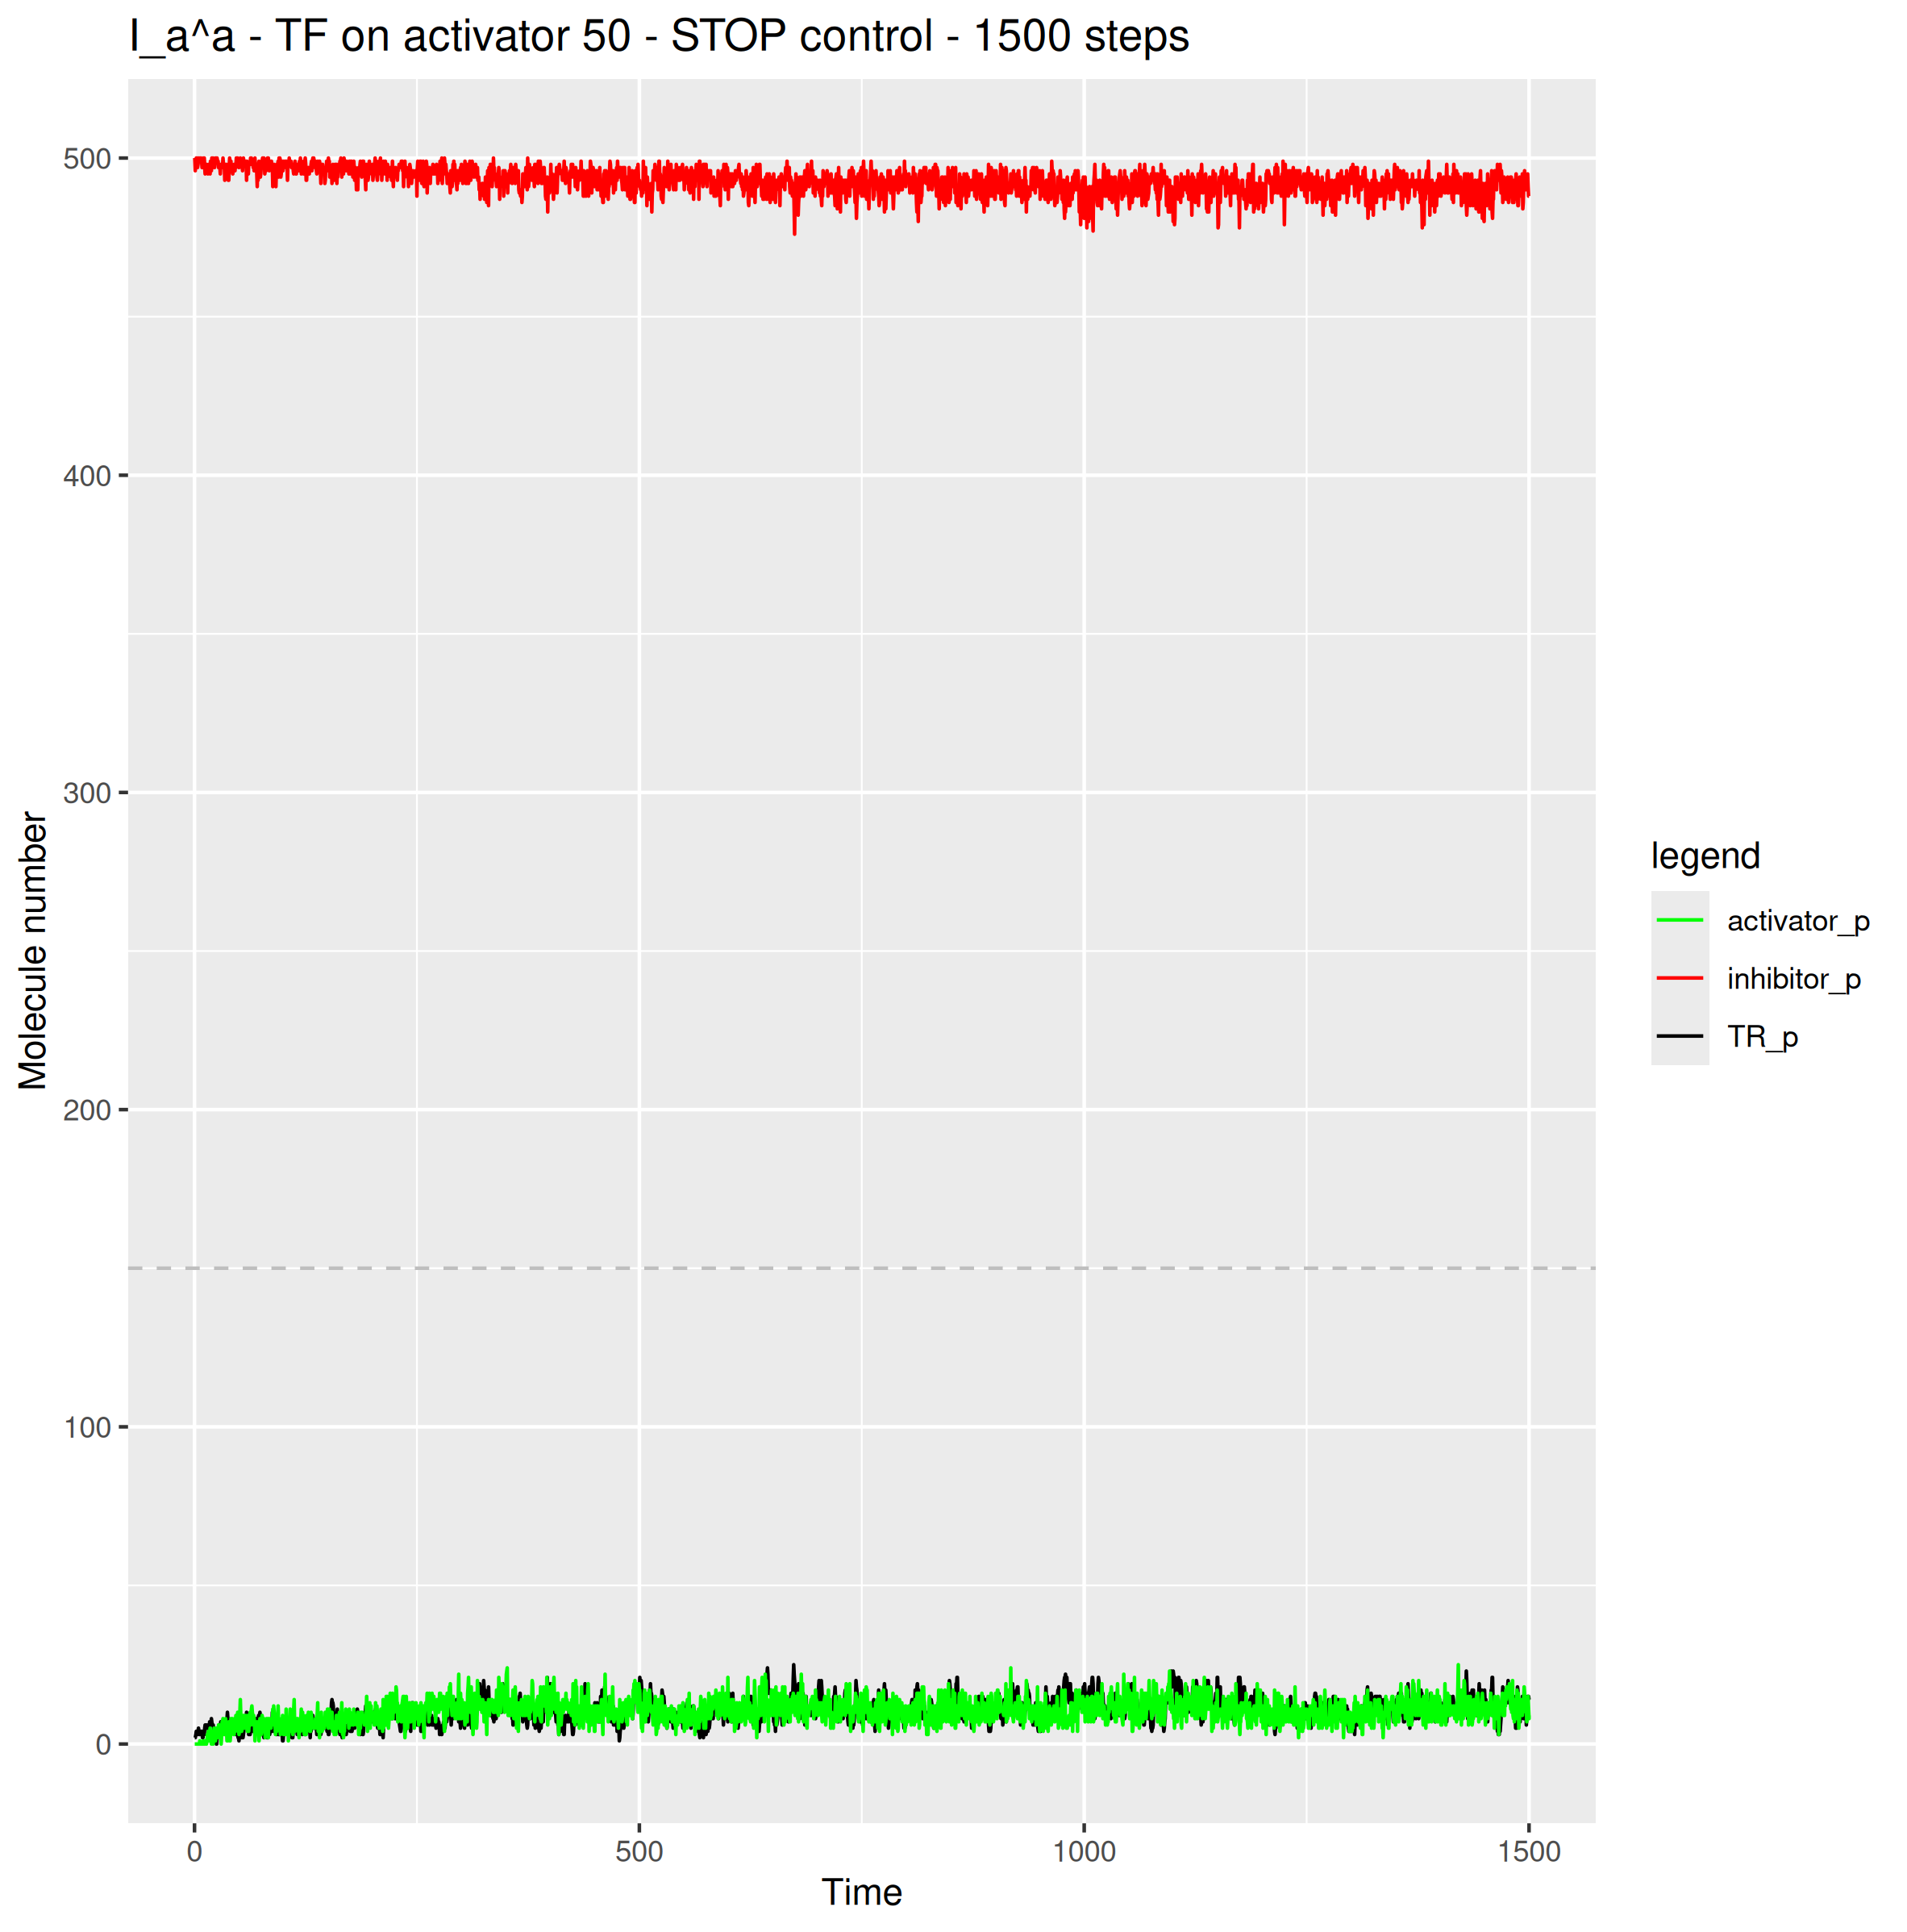 I_a^a - TF on activator 50 - STOP control - 1500 steps
500
400
300
200
100
0
Molecule number
0 500 1000 1500
Time
legend
activator_p
inhibitor_p
TR_p